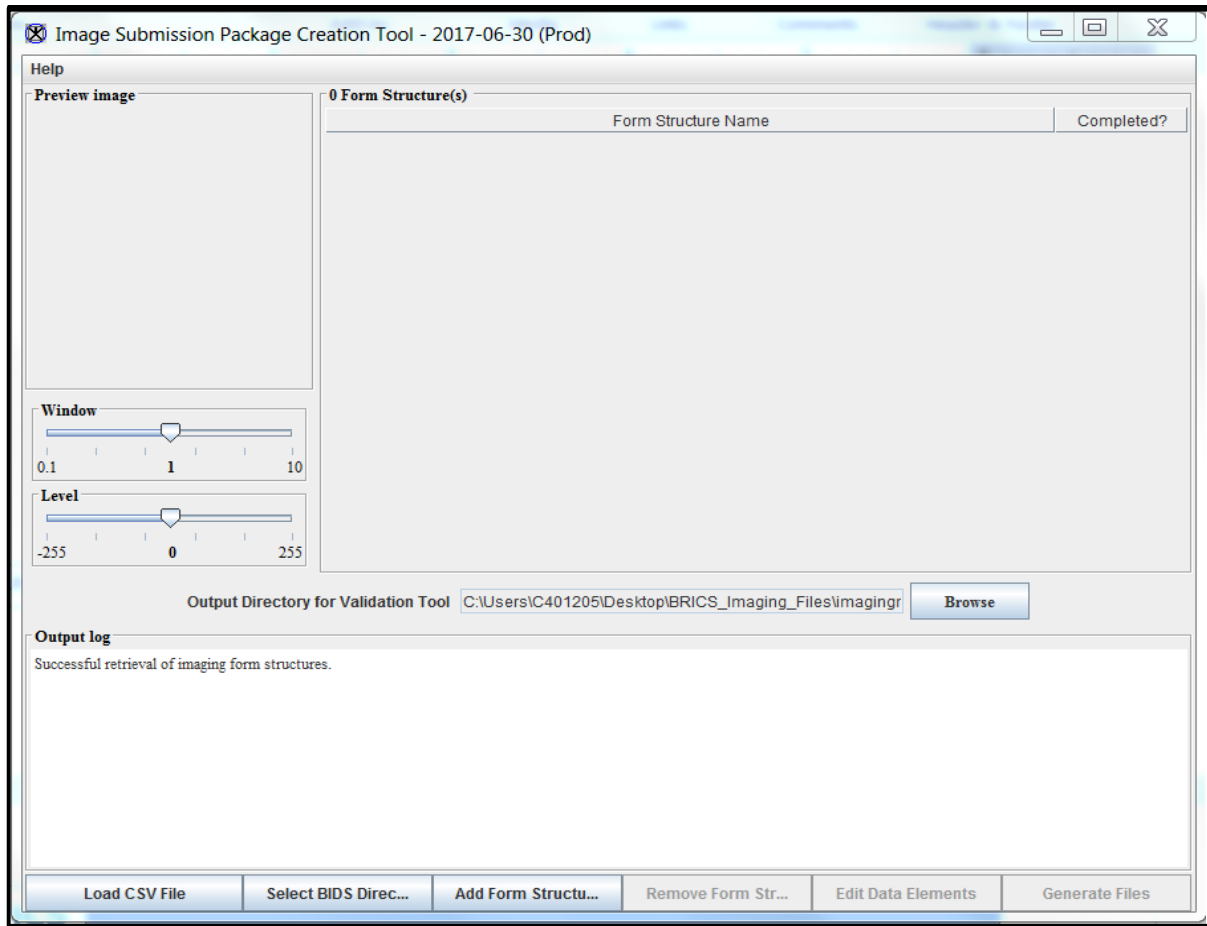 Image Submission Package Creation Tool - 2017-06-30 (Prod)
Help
Preview image
0 Form Structure(s)
Form Structure Name Completed?
Window
0.1 1 10
Level
-255 0 255
Output Directory for Validation Tool C:\Users\C401205\Desktop\BRICS_Imaging_Files\imagingr Browse
Output log
Successful retrieval of imaging form structures.
Load CSV File Select BIDS Direc... Add Form Structu... Remove Form Str... Edit Data Elements Generate Files